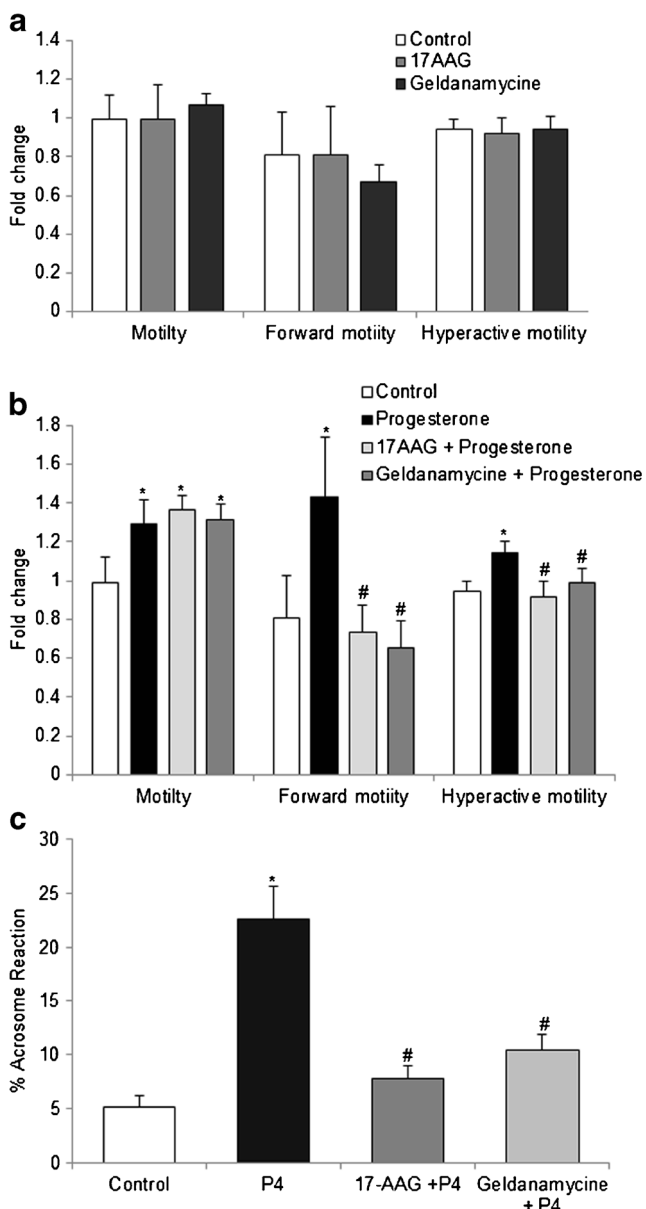 a
Fold change
1.4
1.2
1
0.8
0.6
0.4
0.2
0
Control
17AAG
Geldanamycine
Motilty
Forward motiity
Hyperactive motility
b
Fold change
1.8
1.6
1.4
1.2
1
0.8
0.6
0.4
0.2
0
Control
Progesterone
17AAG + Progesterone
Geldanamycine + Progesterone
*
*
*
*
#
#
*
#
#
Motilty
Forward motiity
Hyperactive motility
c
% Acrosome Reaction
30
25
20
15
10
5
0
*
#
#
Control
P4
17-AAG +P4
Geldanamycine
+ P4